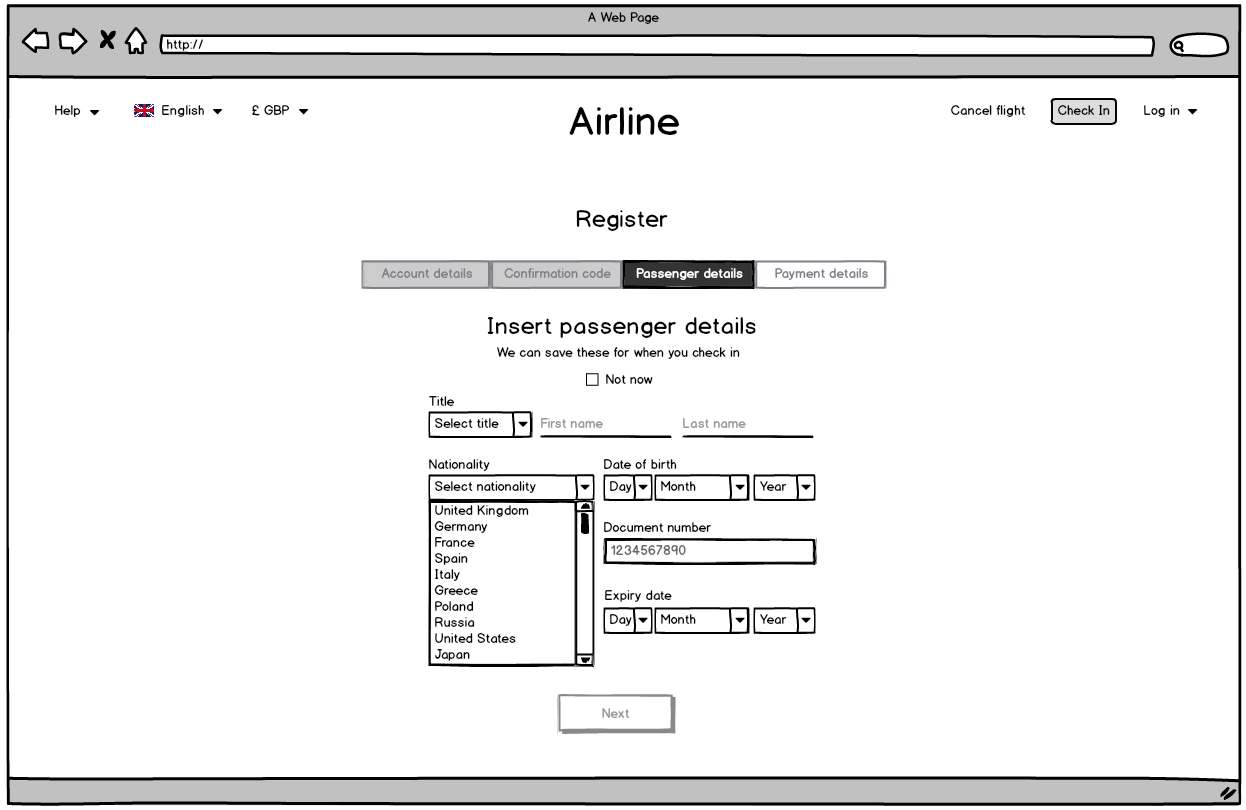 A Web Page
http://
Help English £ GBP Airline Cancel flight Check In Log in
Register
Account details Confirmation code Passenger details Payment details
Insert passenger details
We can save these for when you check in
Not now
Title
Select title First name Last name
Nationality Date of birth
Select nationality Day Month Year
United Kingdom
Germany
France
Spain
Italy
Greece
Poland
Russia
United States
Japan
Document number
1234567890
Expiry date
Day Month Year
Next